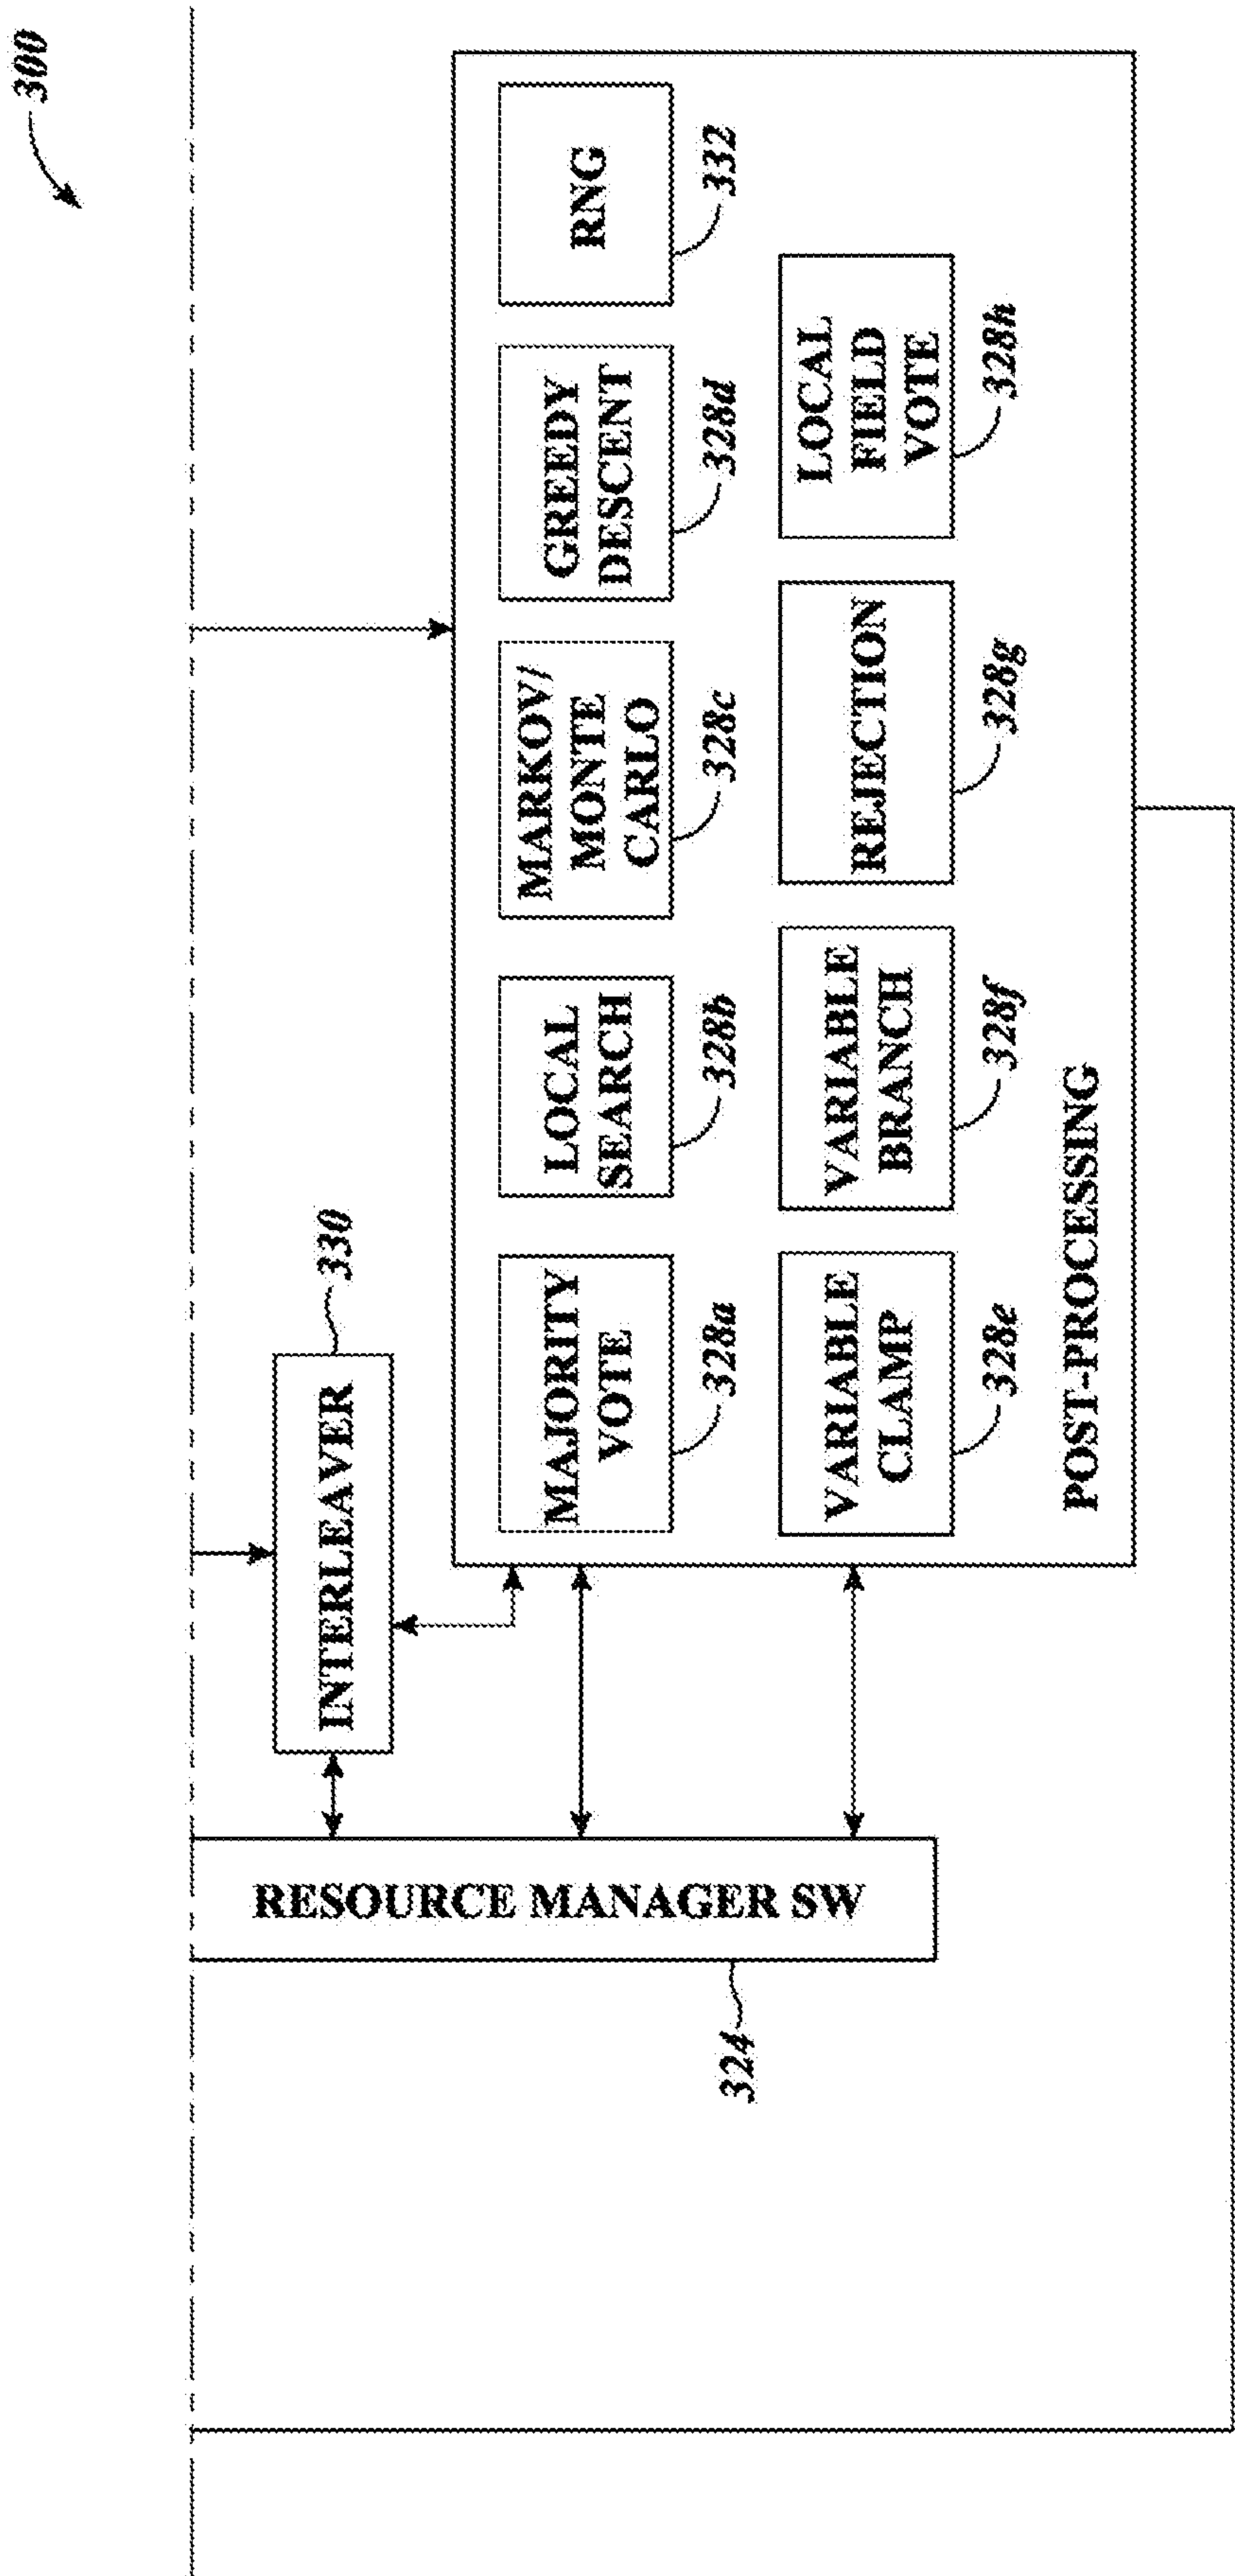 300
330
INTERLEAVER
RESOURCE MANAGER SW
324
MAJORITY
VOTE
328a
LOCAL
SEARCH
328b
MARKOV/
MONTE
CARLO
328c
GREEDY
DESCENT
328d
RNG
332
VARIABLE
CLAMP
328e
VARIABLE
BRANCH
328f
REJECTION
328g
LOCAL
FIELD
VOTE
328h
POST-PROCESSING